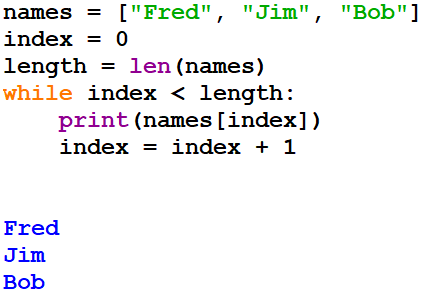 names = ["Fred", "Jim", "Bob"]
index = 0
length = len(names)
while index < length:
    print(names[index])
    index = index + 1
Fred
Jim
Bob